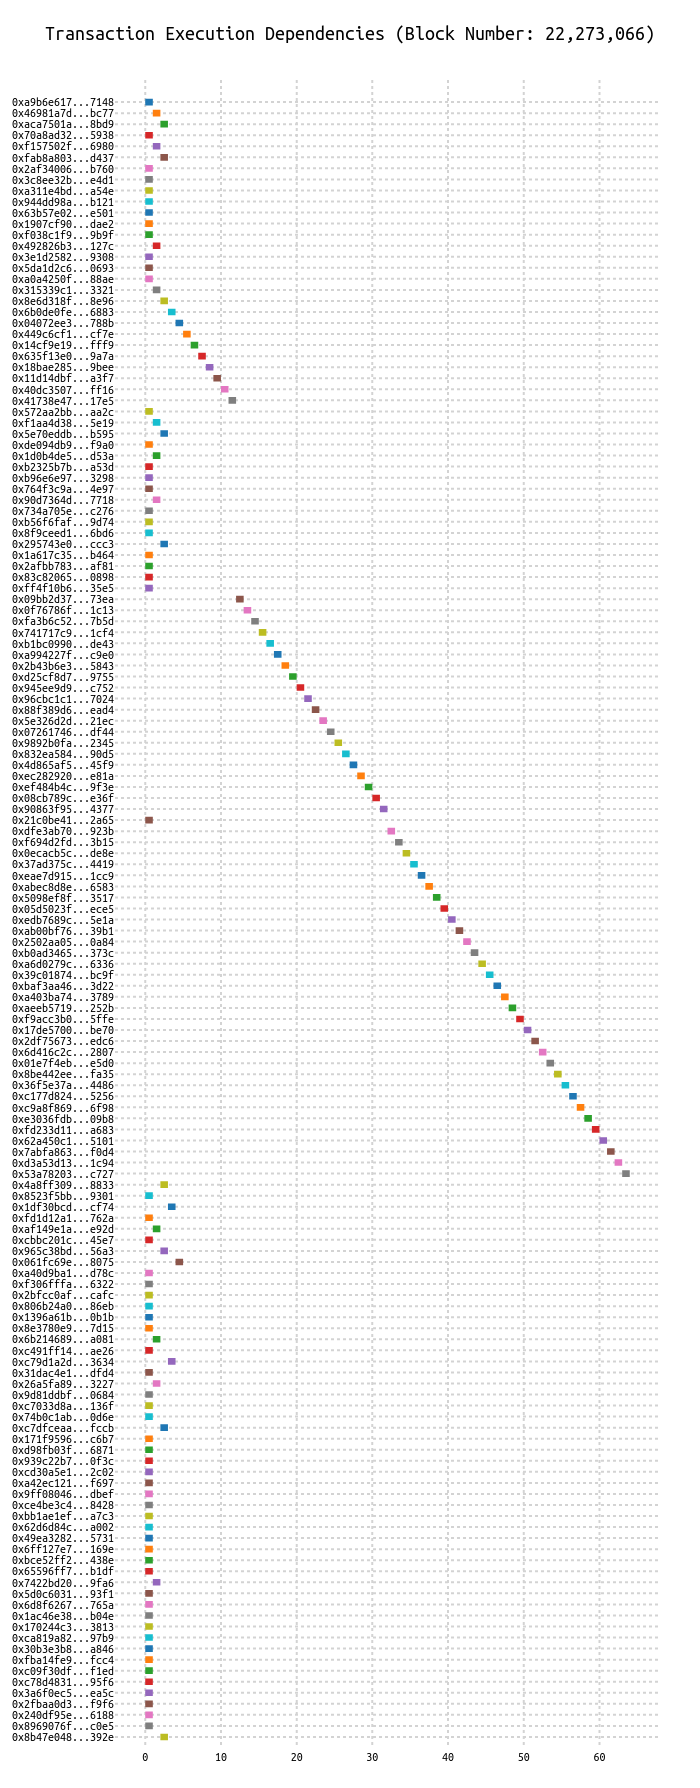 Transaction Execution Dependencies (Block Number: 22,273,066)
0xa9b6e617...7148
0x46981a7d...bc77
0xaca7501a...8bd9
0x70a8ad32...5938
0xf157502f...6980
0xfab8a803...d437
0x2af34006...b760
0x3c8ee32b...e4d1
0xa311e4bd...a54e
0x944dd98a...b121
0x63b57e02...e501
0x1907cf90...dae2
0xf038c1f9...9b9f
0x492826b3...127c
0x3e1d2582...9308
0x5da1d2c6...0693
0xa0a4250f...88ae
0x315339c1...3321
0x8e6d318f...8e96
0x6b0de0fe...6883
0x04072ee3...788b
0x449c6cf1...cf7e
0x14cf9e19...fff9
0x635f13e0...9a7a
0x18bae285...9bee
0x11d14dbf...a3f7
0x40dc3507...ff16
0x41738e47...17e5
0x572aa2bb...aa2c
0xf1aa4d38...5e19
0x5e70eddb...b595
0xde094db9...f9a0
0x1d0b4de5...d53a
0xb2325b7b...a53d
0xb96e6e97...3298
0x764f3c9a...4e97
0x90d7364d...7718
0x734a705e...c276
0xb56f6faf...9d74
0x8f9ceed1...6bd6
0x295743e0...ccc3
0x1a617c35...b464
0x2afbb783...af81
0x83c82065...0898
0xff4f10b6...35e5
0x09bb2d37...73ea
0x0f76786f...1c13
0xfa3b6c52...7b5d
0x741717c9...1cf4
0xb1bc0990...de43
0xa994227f...c9e0
0x2b43b6e3...5843
0xd25cf8d7...9755
0x945ee9d9...c752
0x96cbc1c1...7024
0x88f389d6...ead4
0x5e326d2d...21ec
0x07261746...df44
0x9892b0fa...2345
0x832ea584...90d5
0x4d865af5...45f9
0xec282920...e81a
0xef484b4c...9f3e
0x08cb789c...e36f
0x90863f95...4377
0x21c0be41...2a65
0xdfe3ab70...923b
0xf694d2fd...3b15
0x0ecacb5c...de8e
0x37ad375c...4419
0xeae7d915...1cc9
0xabec8d8e...6583
0x5098ef8f...3517
0x05d5023f...ece5
0xedb7689c...5e1a
0xab00bf76...39b1
0x2502aa05...0a84
0xb0ad3465...373c
0xa6d0279c...6336
0x39c01874...bc9f
0xbaf3aa46...3d22
0xa403ba74...3789
0xaeeb5719...252b
0xf9acc3b0...5ffe
0x17de5700...be70
0x2df75673...edc6
0x6d416c2c...2807
0x01e7f4eb...e5d0
0x8be442ee...fa35
0x36f5e37a...4486
0xc177d824...5256
0xc9a8f869...6f98
0xe3036fdb...09b8
0xfd233d11...a683
0x62a450c1...5101
0x7abfa863...f0d4
0xd3a53d13...1c94
0x53a78203...c727
0x4a8ff309...8833
0x8523f5bb...9301
0x1df30bcd...cf74
0xfd1d12a1...762a
0xaf149e1a...e92d
0xcbbc201c...45e7
0x965c38bd...56a3
0x061fc69e...8075
0xa40d9ba1...d78c
0xf306fffa...6322
0x2bfcc0af...cafc
0x806b24a0...86eb
0x1396a61b...0b1b
0x8e3780e9...7d15
0x6b214689...a081
0xc491ff14...ae26
0xc79d1a2d...3634
0x31dac4e1...dfd4
0x26a5fa89...3227
0x9d81ddbf...0684
0xc7033d8a...136f
0x74b0c1ab...0d6e
0xc7dfceaa...fccb
0x171f9596...c6b7
0xd98fb03f...6871
0x939c22b7...0f3c
0xcd30a5e1...2c02
0xa42ec121...f697
0x9ff08046...dbef
0xce4be3c4...8428
0xbb1ae1ef...a7c3
0x62d6d84c...a002
0x49ea3282...5731
0x6ff127e7...169e
0xbce52ff2...438e
0x65596ff7...b1df
0x7422bd20...9fa6
0x5d0c6031...93f1
0x6d8f6267...765a
0x1ac46e38...b04e
0x170244c3...3813
0xca819a82...97b9
0x30b3e3b8...a846
0xfba14fe9...fcc4
0xc09f30df...f1ed
0xc78d4831...95f6
0x3a6f0ec5...ea5c
0x2fbaa0d3...f9f6
0x240df95e...6188
0x8969076f...c0e5
0x8b47e048...392e
0 10 20 30 40 50 60